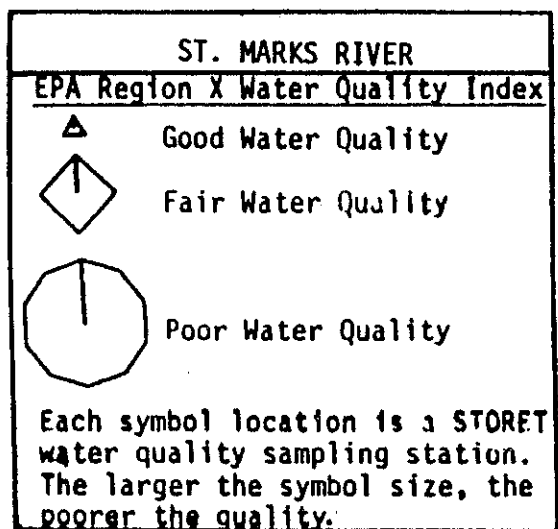 ST. MARKS RIVER
EPA Region X Water Quality Index
Good Water Quality
Fair Water Quality
Poor Water Quality
Each symbol location is a STORET
water quality sampling station.
The larger the symbol size, the
poorer the quality.